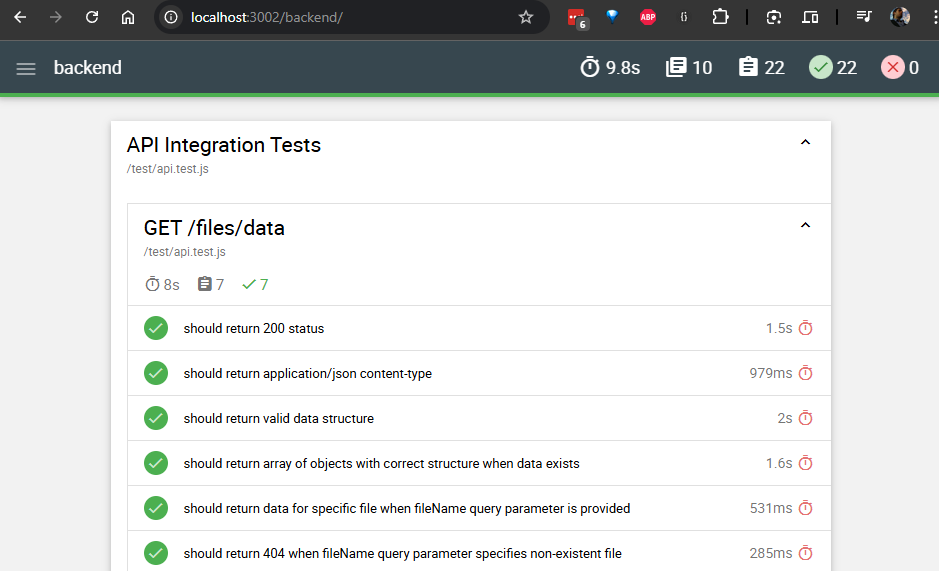 localhost:3002/backend/
6
ABP
backend
9.8s 10 22 22 0
API Integration Tests
/test/api.test.js
GET /files/data
/test/api.test.js
8s 7 7
should return 200 status 1.5s
should return application/json content-type 979ms
should return valid data structure 2s
should return array of objects with correct structure when data exists 1.6s
should return data for specific file when fileName query parameter is provided 531ms
should return 404 when fileName query parameter specifies non-existent file 285ms